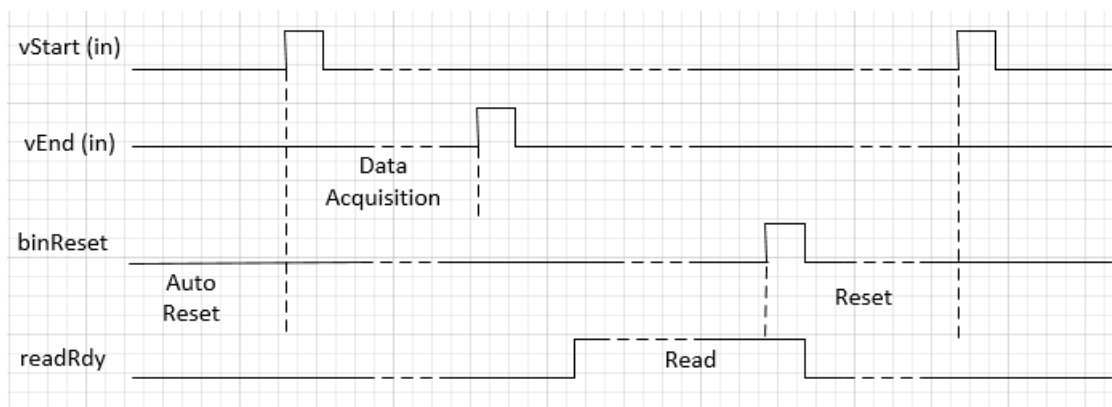 vStart (in)
vEnd (in)
Data
Acquisition
binReset
Auto
Reset
Reset
readRdy
Read